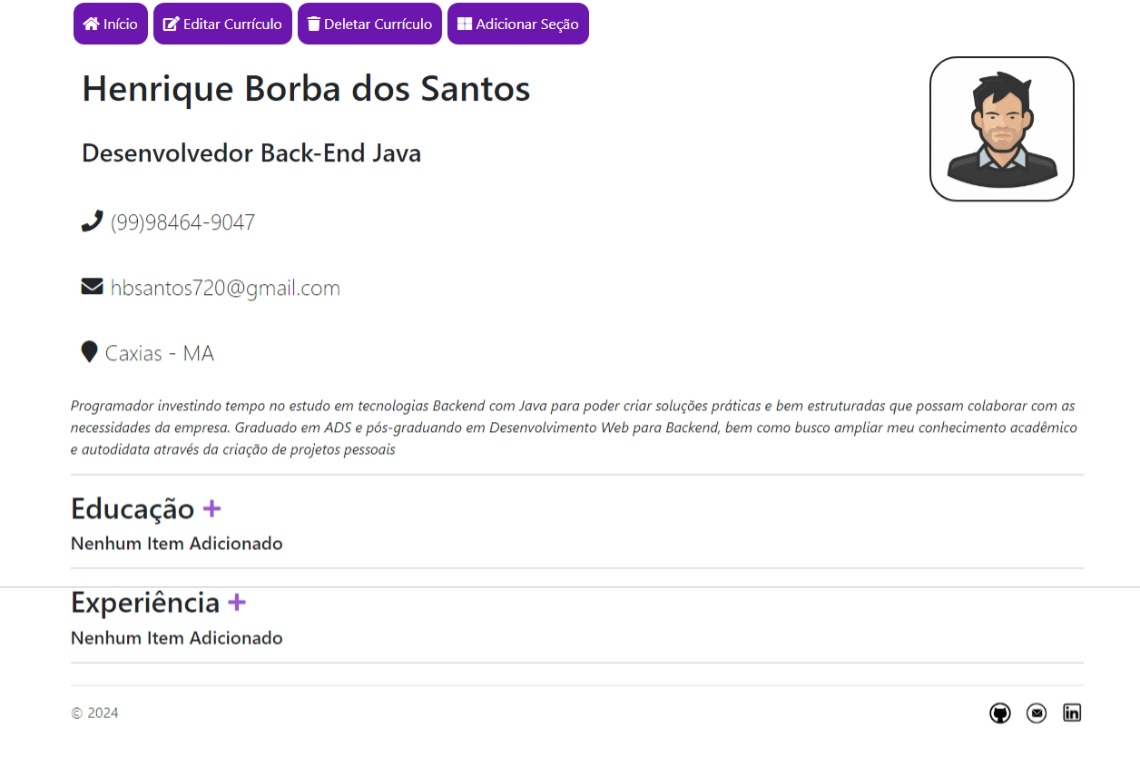 Início Editar Currículo Deletar Currículo Adicionar Seção
Henrique Borba dos Santos
Desenvolvedor Back-End Java
(99)98464-9047
hbsantos720@gmail.com
Caxias - MA
Programador investindo tempo no estudo em tecnologias Backend com Java para poder criar soluções práticas e bem estruturadas que possam colaborar com as
necessidades da empresa. Graduado em ADS e pós-graduando em Desenvolvimento Web para Backend, bem como busco ampliar meu conhecimento acadêmico
e autodidata através da criação de projetos pessoais
Educação +
Nenhum Item Adicionado
Experiência +
Nenhum Item Adicionado
© 2024